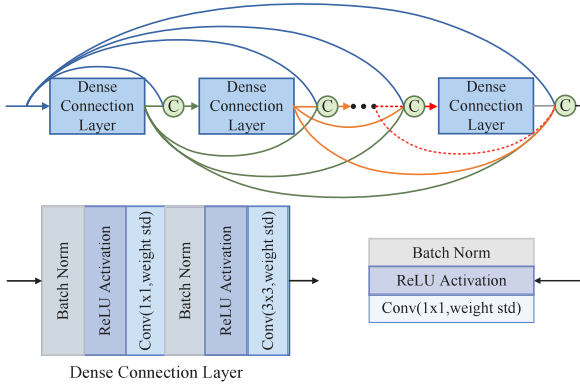 Dense
Connection
Layer
C
Dense
Connection
Layer
C
C
Dense
Connection
Layer
C
Batch Norm
ReLU Activation
Conv(1x1,weight std)
Batch Norm
ReLU Activation
Conv(3x3,weight std)
Dense Connection Layer
Batch Norm
ReLU Activation
Conv(1x1,weight std)